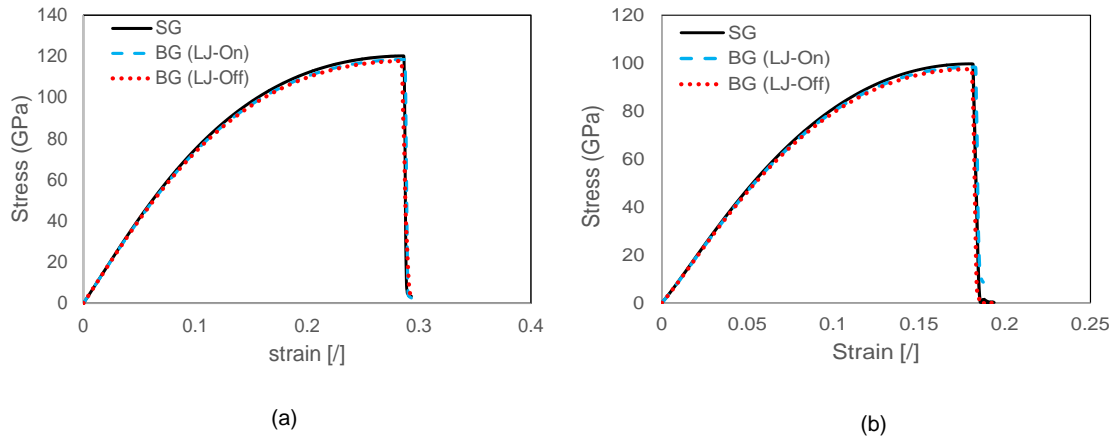 SG
BG (LJ-On)
BG (LJ-Off)
Stress (GPa)
140
120
100
80
60
40
20
0
0 0.1 0.2 0.3 0.4
strain [/]
(a)
SG
BG (LJ-On)
BG (LJ-Off)
Stress (GPa)
120
100
80
60
40
20
0
0 0.05 0.1 0.15 0.2 0.25
Strain [/]
(b)